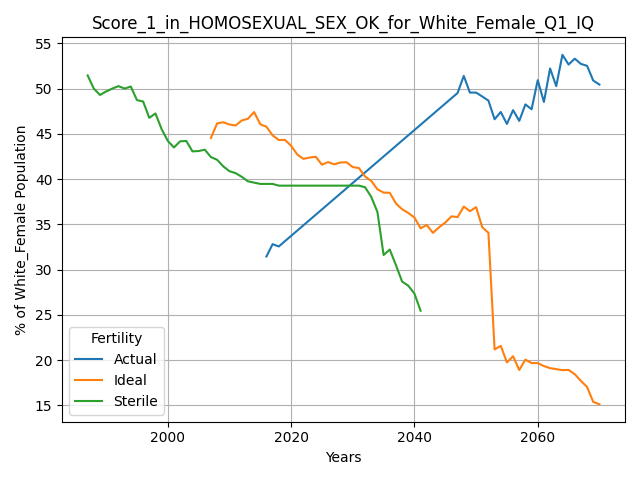 Score_1_in_HOMOSEXUAL_SEX_OK_for_White_Female_Q1_IQ
55
50
45
40
35
30
25
20
15
% of White_Female Population
Fertility
Actual
Ideal
Sterile
2000 2020 2040 2060
Years